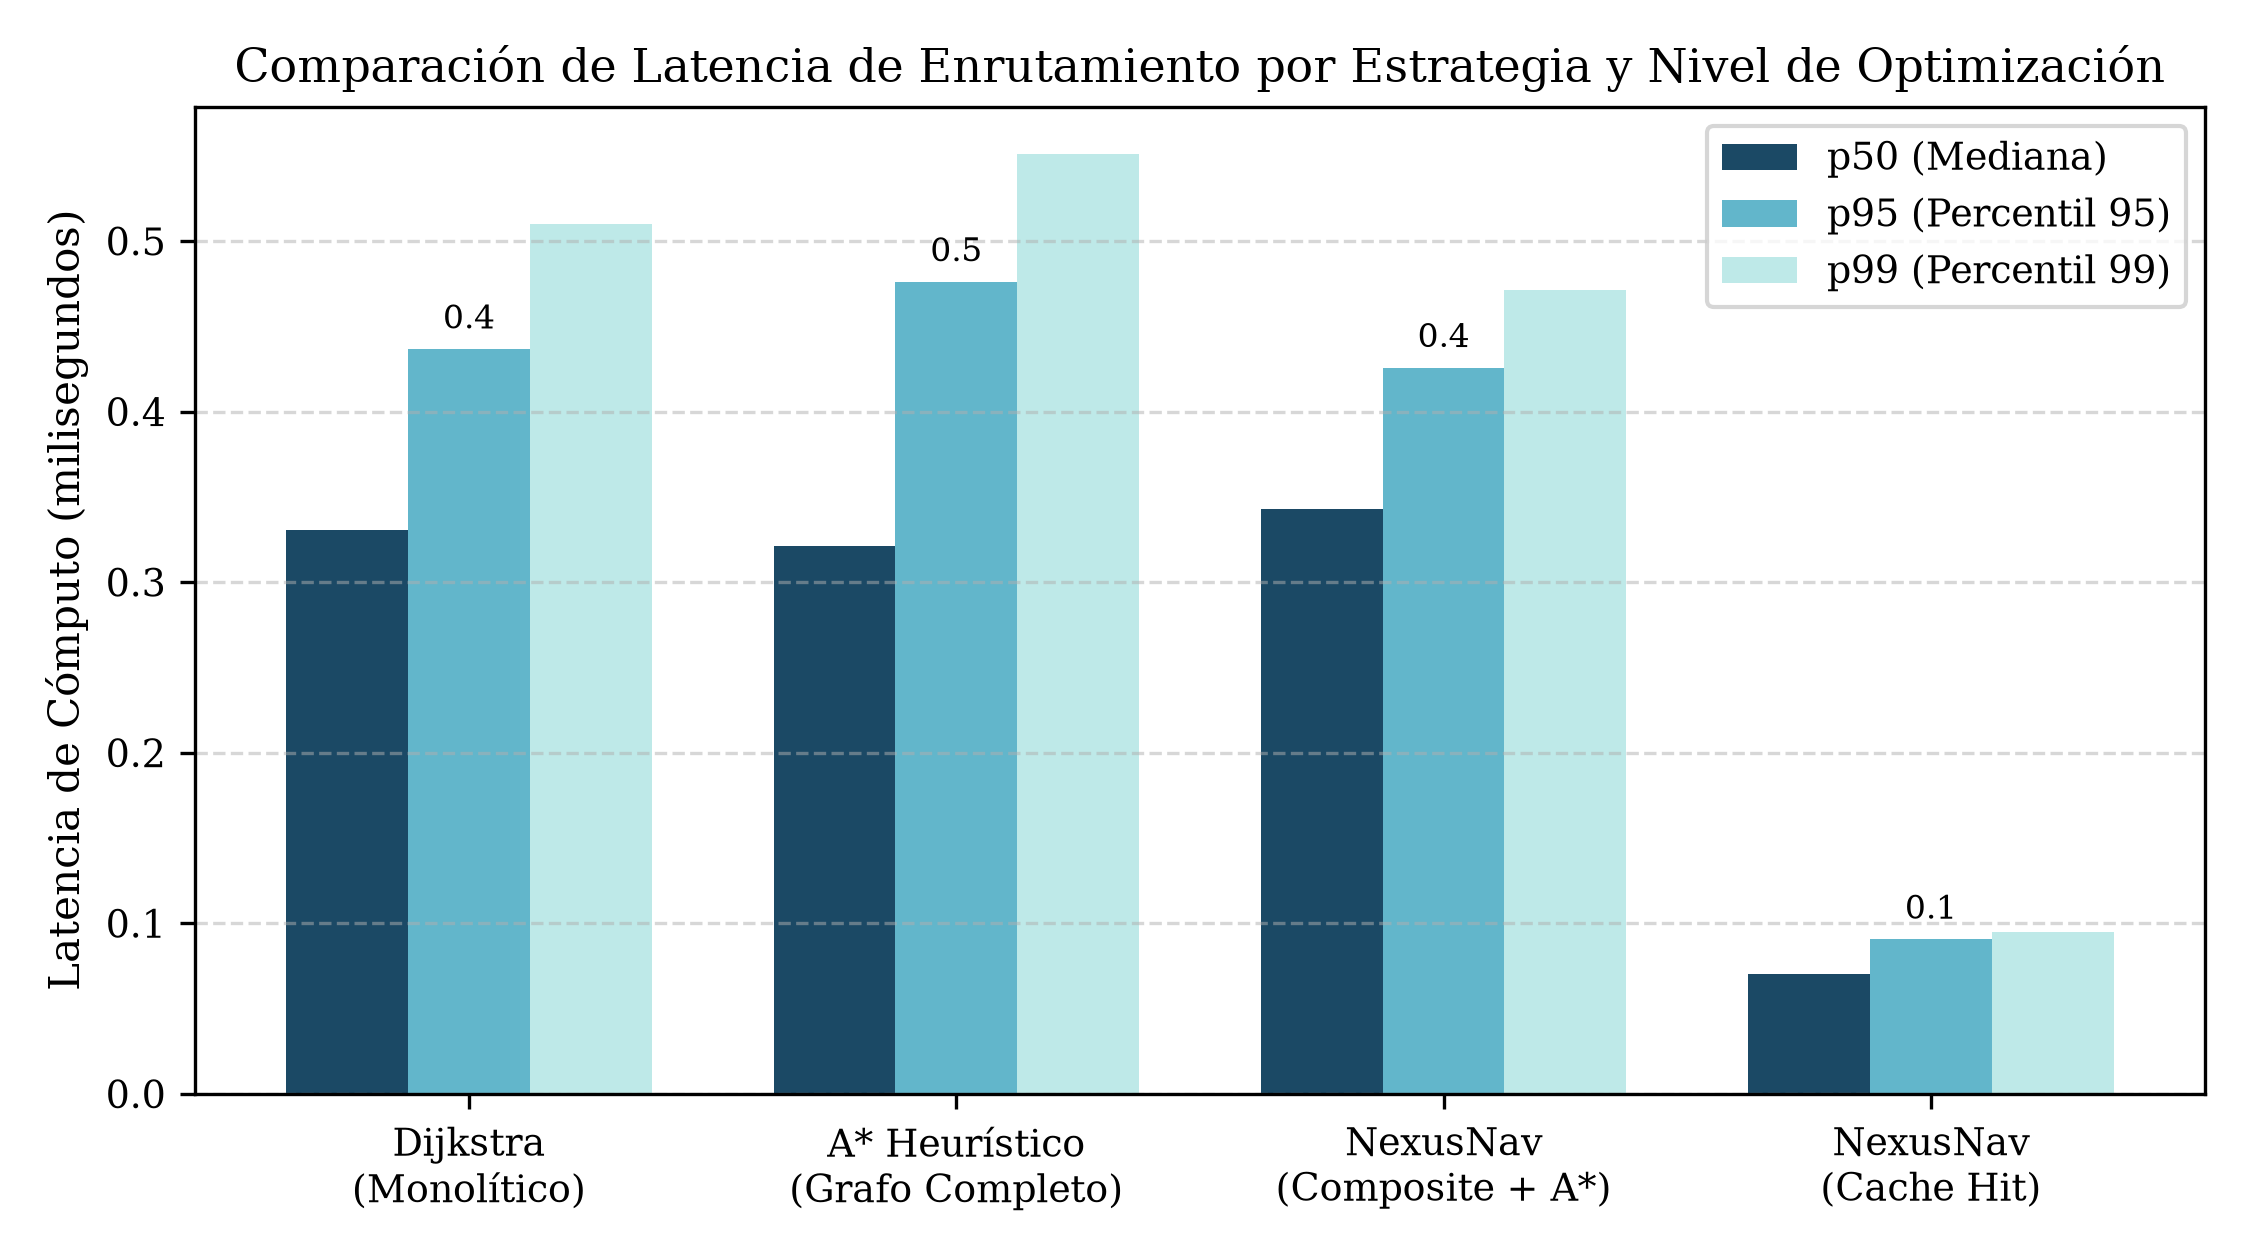 Comparación de Latencia de Enrutamiento por Estrategia y Nivel de Optimización
Latencia de Cómputo (milisegundos)
0.5
0.4
0.3
0.2
0.1
0.0
p50 (Mediana)
p95 (Percentil 95)
p99 (Percentil 99)
0.4
0.5
0.4
0.1
Dijkstra
(Monolítico)
A* Heurístico
(Grafo Completo)
NexusNav
(Composite + A*)
NexusNav
(Cache Hit)